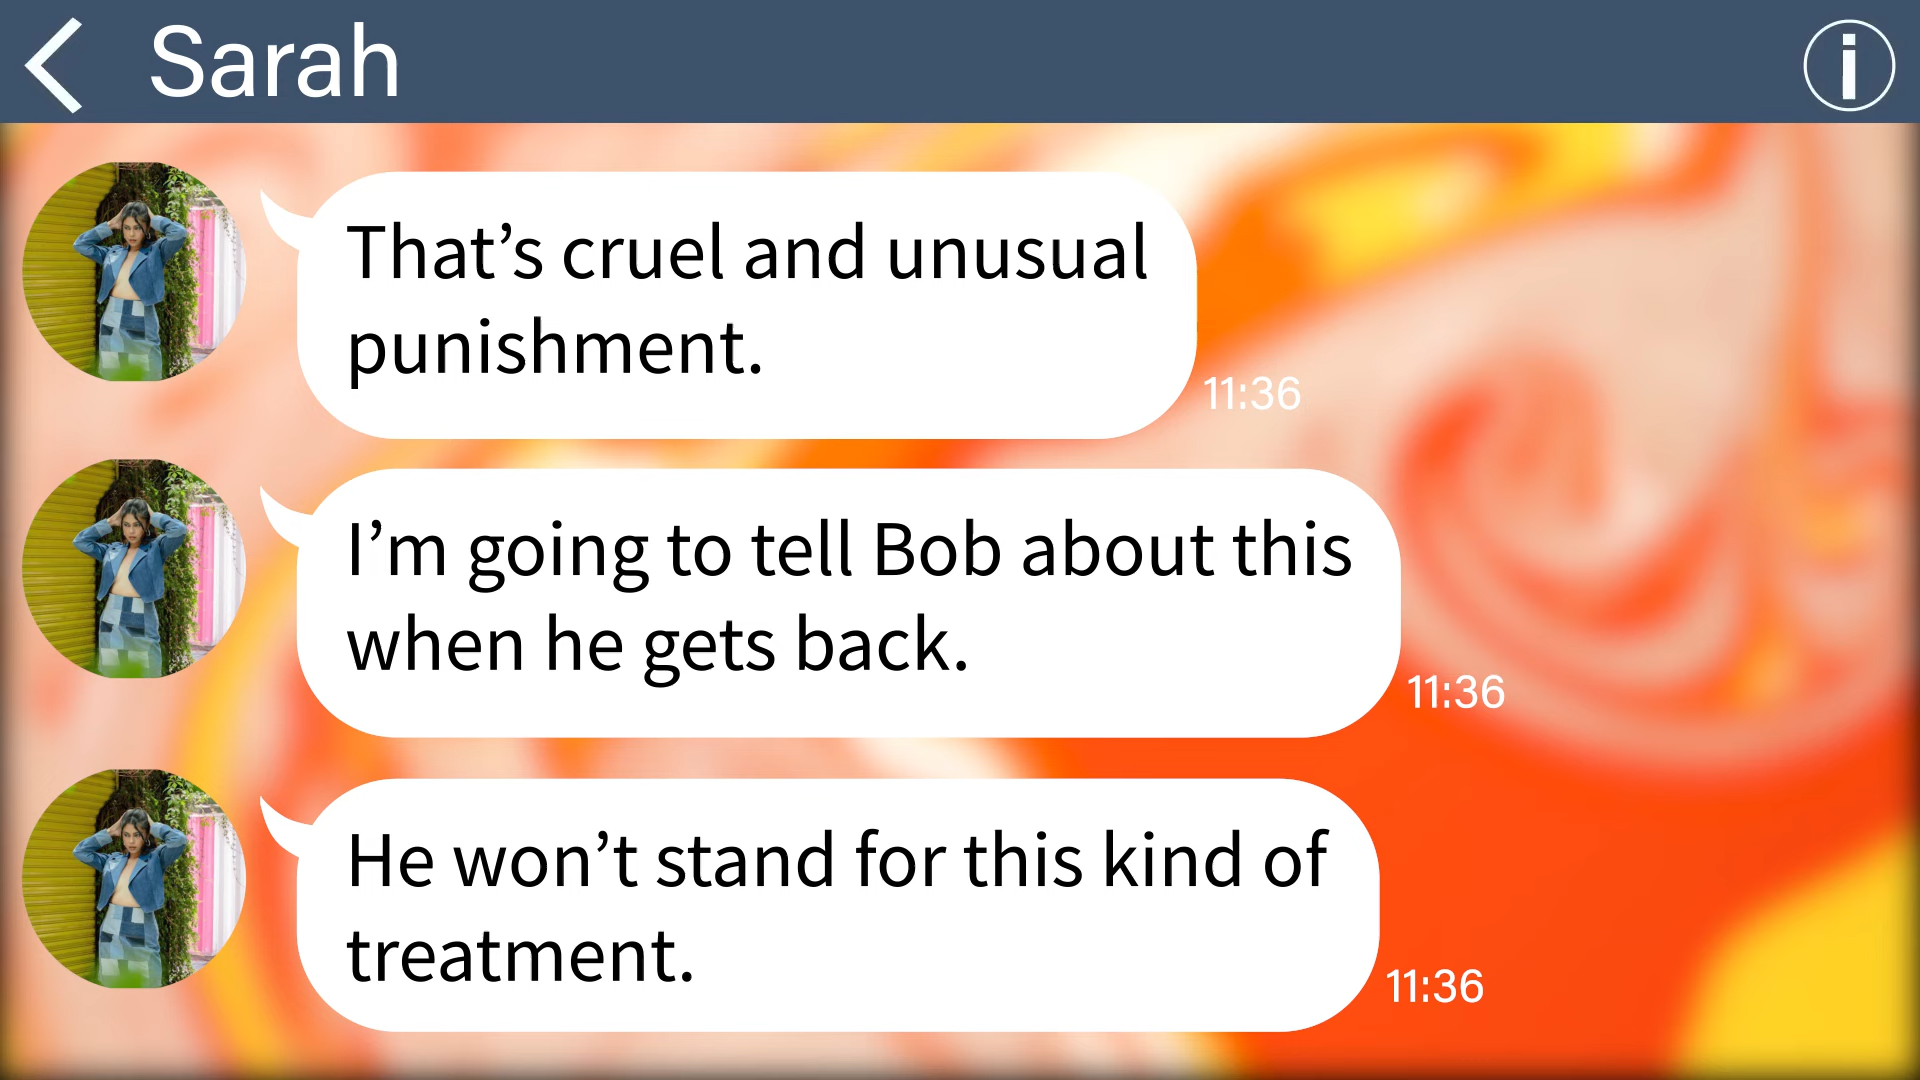 Sarah
That’s cruel and unusual
punishment.
11:36
I’m going to tell Bob about this
when he gets back.
11:36
He won’t stand for this kind of
treatment.
11:36